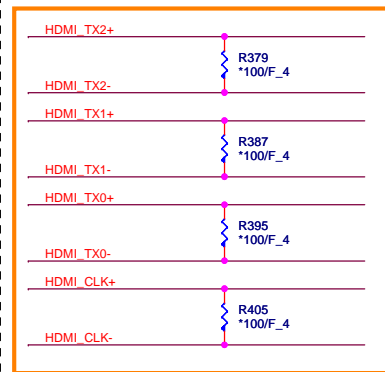 HDMI_TX2+
R379
*100/F_4
HDMI_TX2-
HDMI_TX1+
R387
*100/F_4
HDMI_TX1-
HDMI_TX0+
R395
*100/F_4
HDMI_TX0-
HDMI_CLK+
R405
*100/F_4
HDMI_CLK-